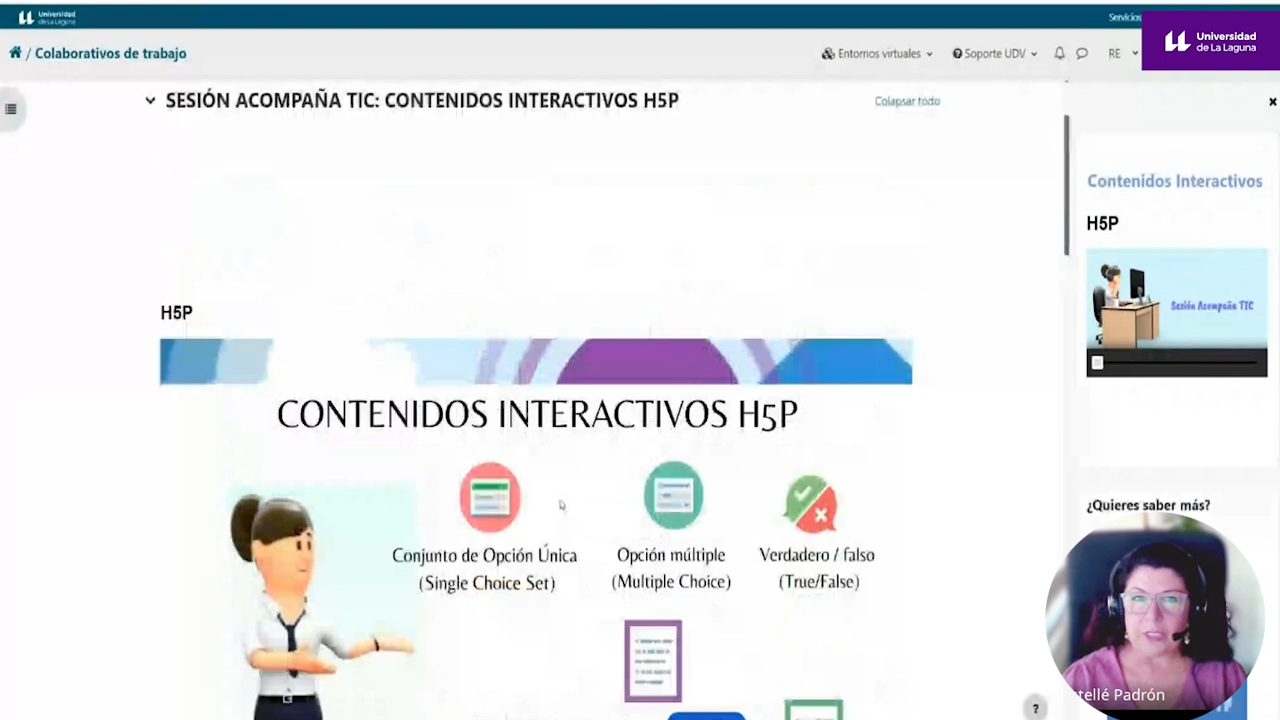 Universidad
de La Laguna
Servicios
Universidad
de La Laguna
/ Colaborativos de trabajo
Entornos virtuales
Soporte UDV
RE
SESIÓN ACOMPAÑA TIC: CONTENIDOS INTERACTIVOS H5P
Colapsar todo
Contenidos Interactivos
H5P
Sesión Acompaña TIC
H5P
CONTENIDOS INTERACTIVOS H5P
Conjunto de Opción Única
(Single Choice Set)
Opción múltiple
(Multiple Choice)
Verdadero / falso
(True/False)
¿Quieres saber más?
stellé Padrón
?